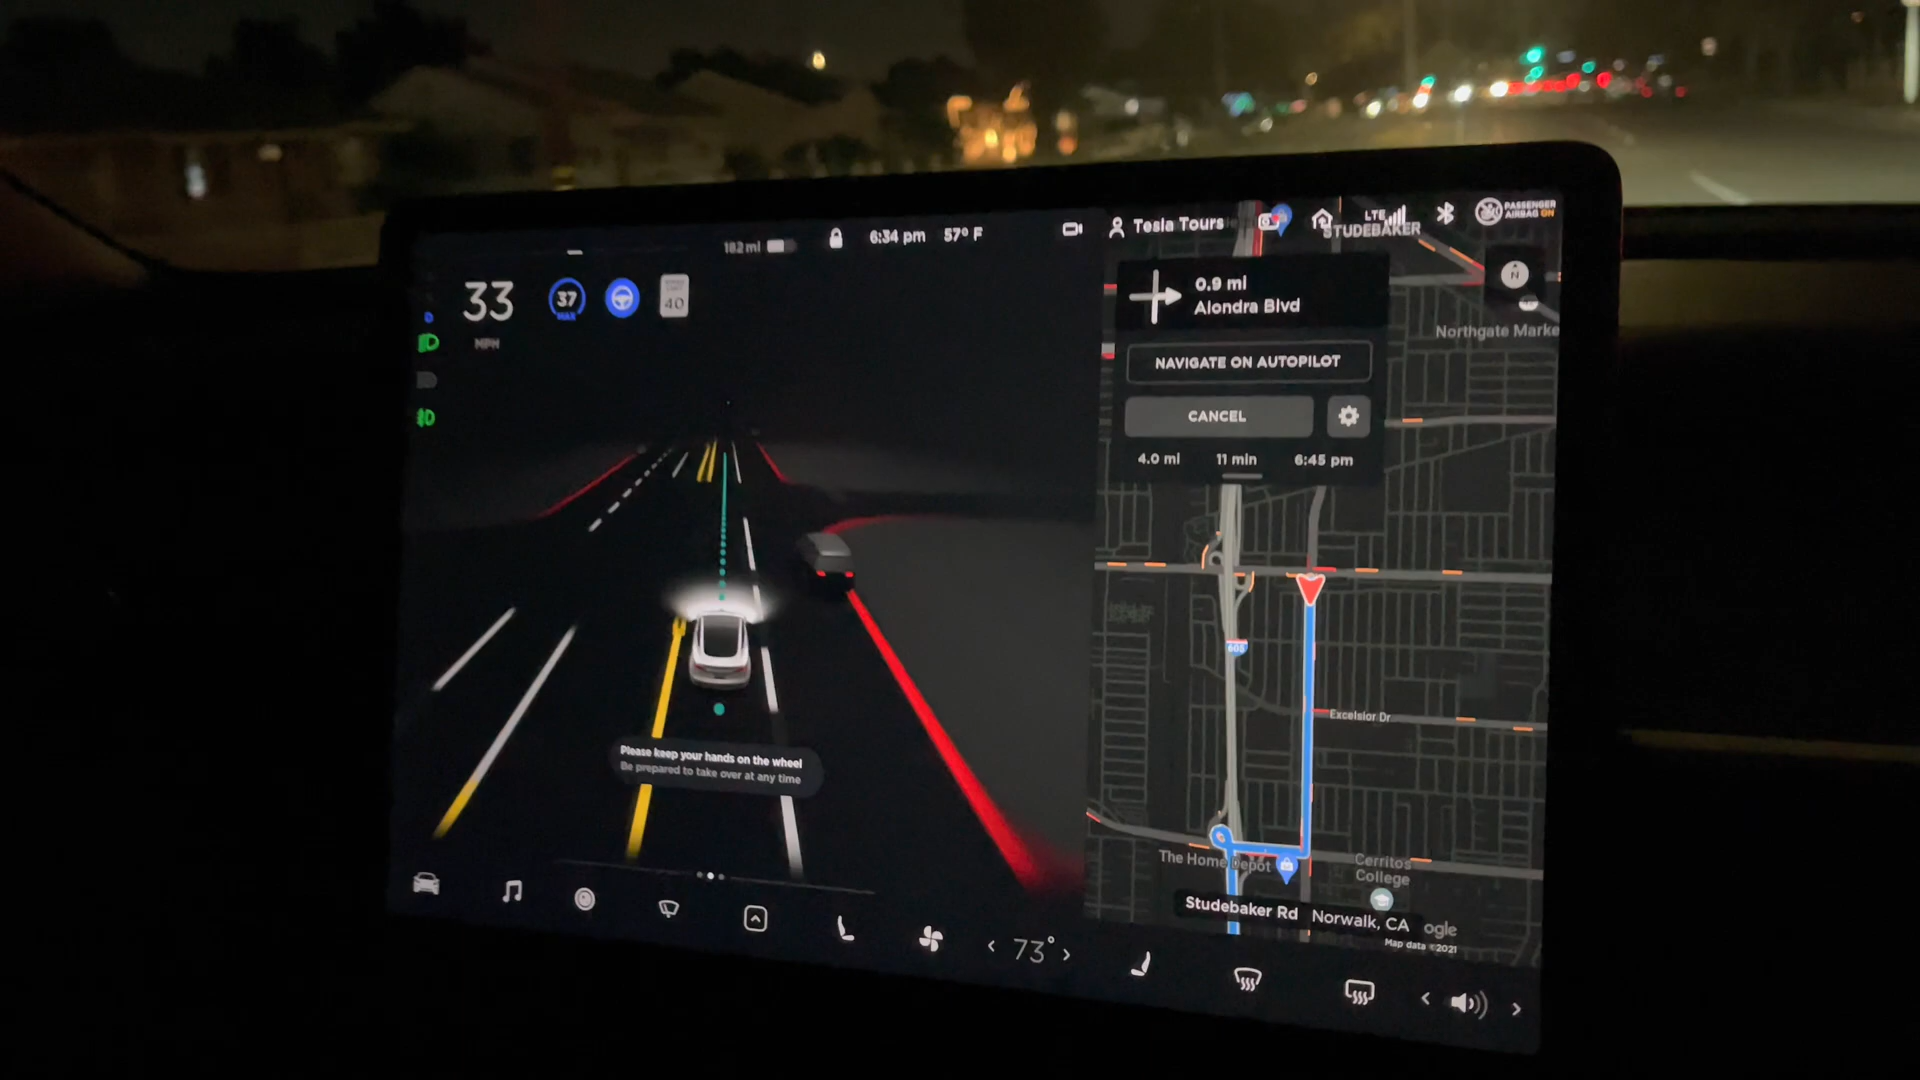 182 mi
6:34 pm
57° F
Tesla Tours
LTE
STUDEBAKER
PASSENGER
AIRBAG ON
33
MPH
37
MAX
40
D
0.9 mi
Alondra Blvd
NAVIGATE ON AUTOPILOT
CANCEL
4.0 mi 11 min 6:45 pm
N
Northgate Marke
605
Excelsior Dr
Please keep your hands on the wheel
Be prepared to take over at any time
The Home Depot
Cerritos
College
Studebaker Rd Norwalk, CA
ogle
Map data ©2021
73°